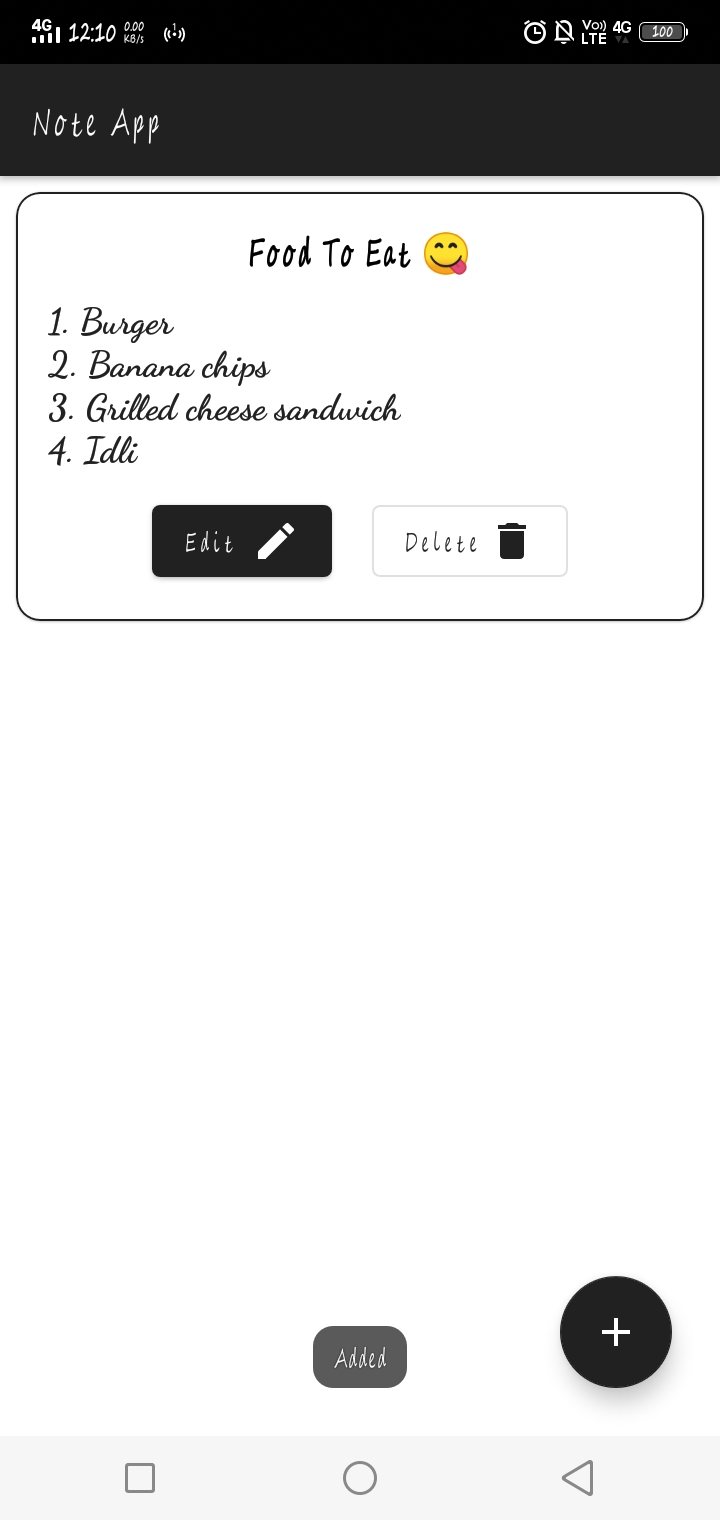 4G 12:10 0.00 KB/s 1 Vo)) LTE 4G 100
Note App
Food To Eat 😋
1. Burger
2. Banana chips
3. Grilled cheese sandwich
4. Idli
Edit Delete
Added